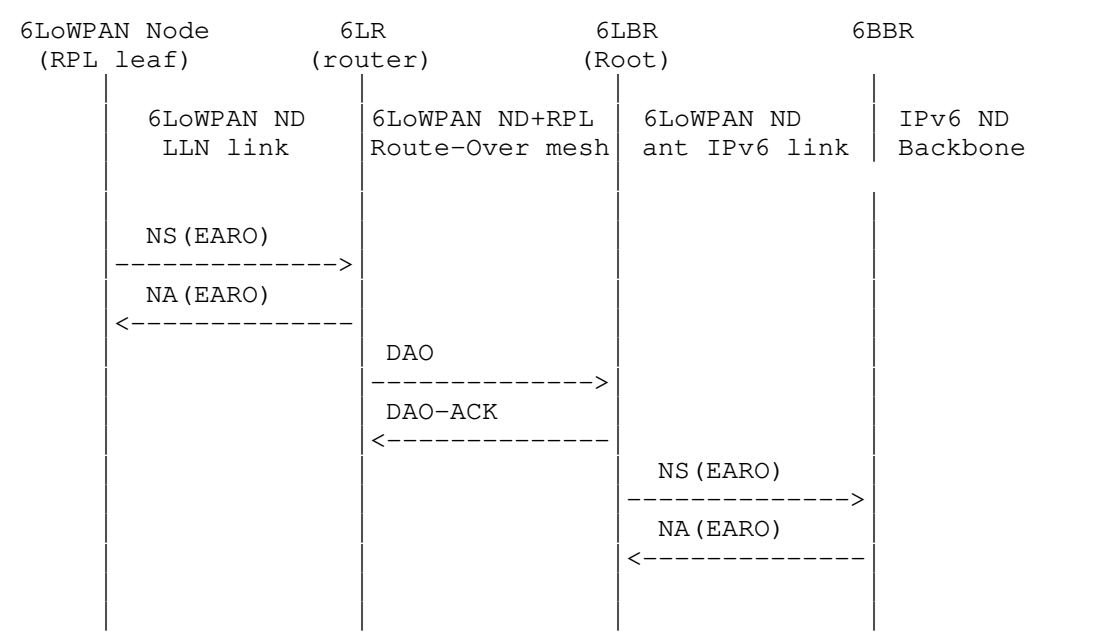 6LoWPAN Node 6LR 6LBR 6BBR
(RPL leaf) (router) (Root)
6LoWPAN ND 6LoWPAN ND+RPL 6LoWPAN ND IPv6 ND
LLN link Route-Over mesh ant IPv6 link Backbone
NS(EARO)
NA(EARO)
DAO
DAO-ACK
NS(EARO)
NA(EARO)